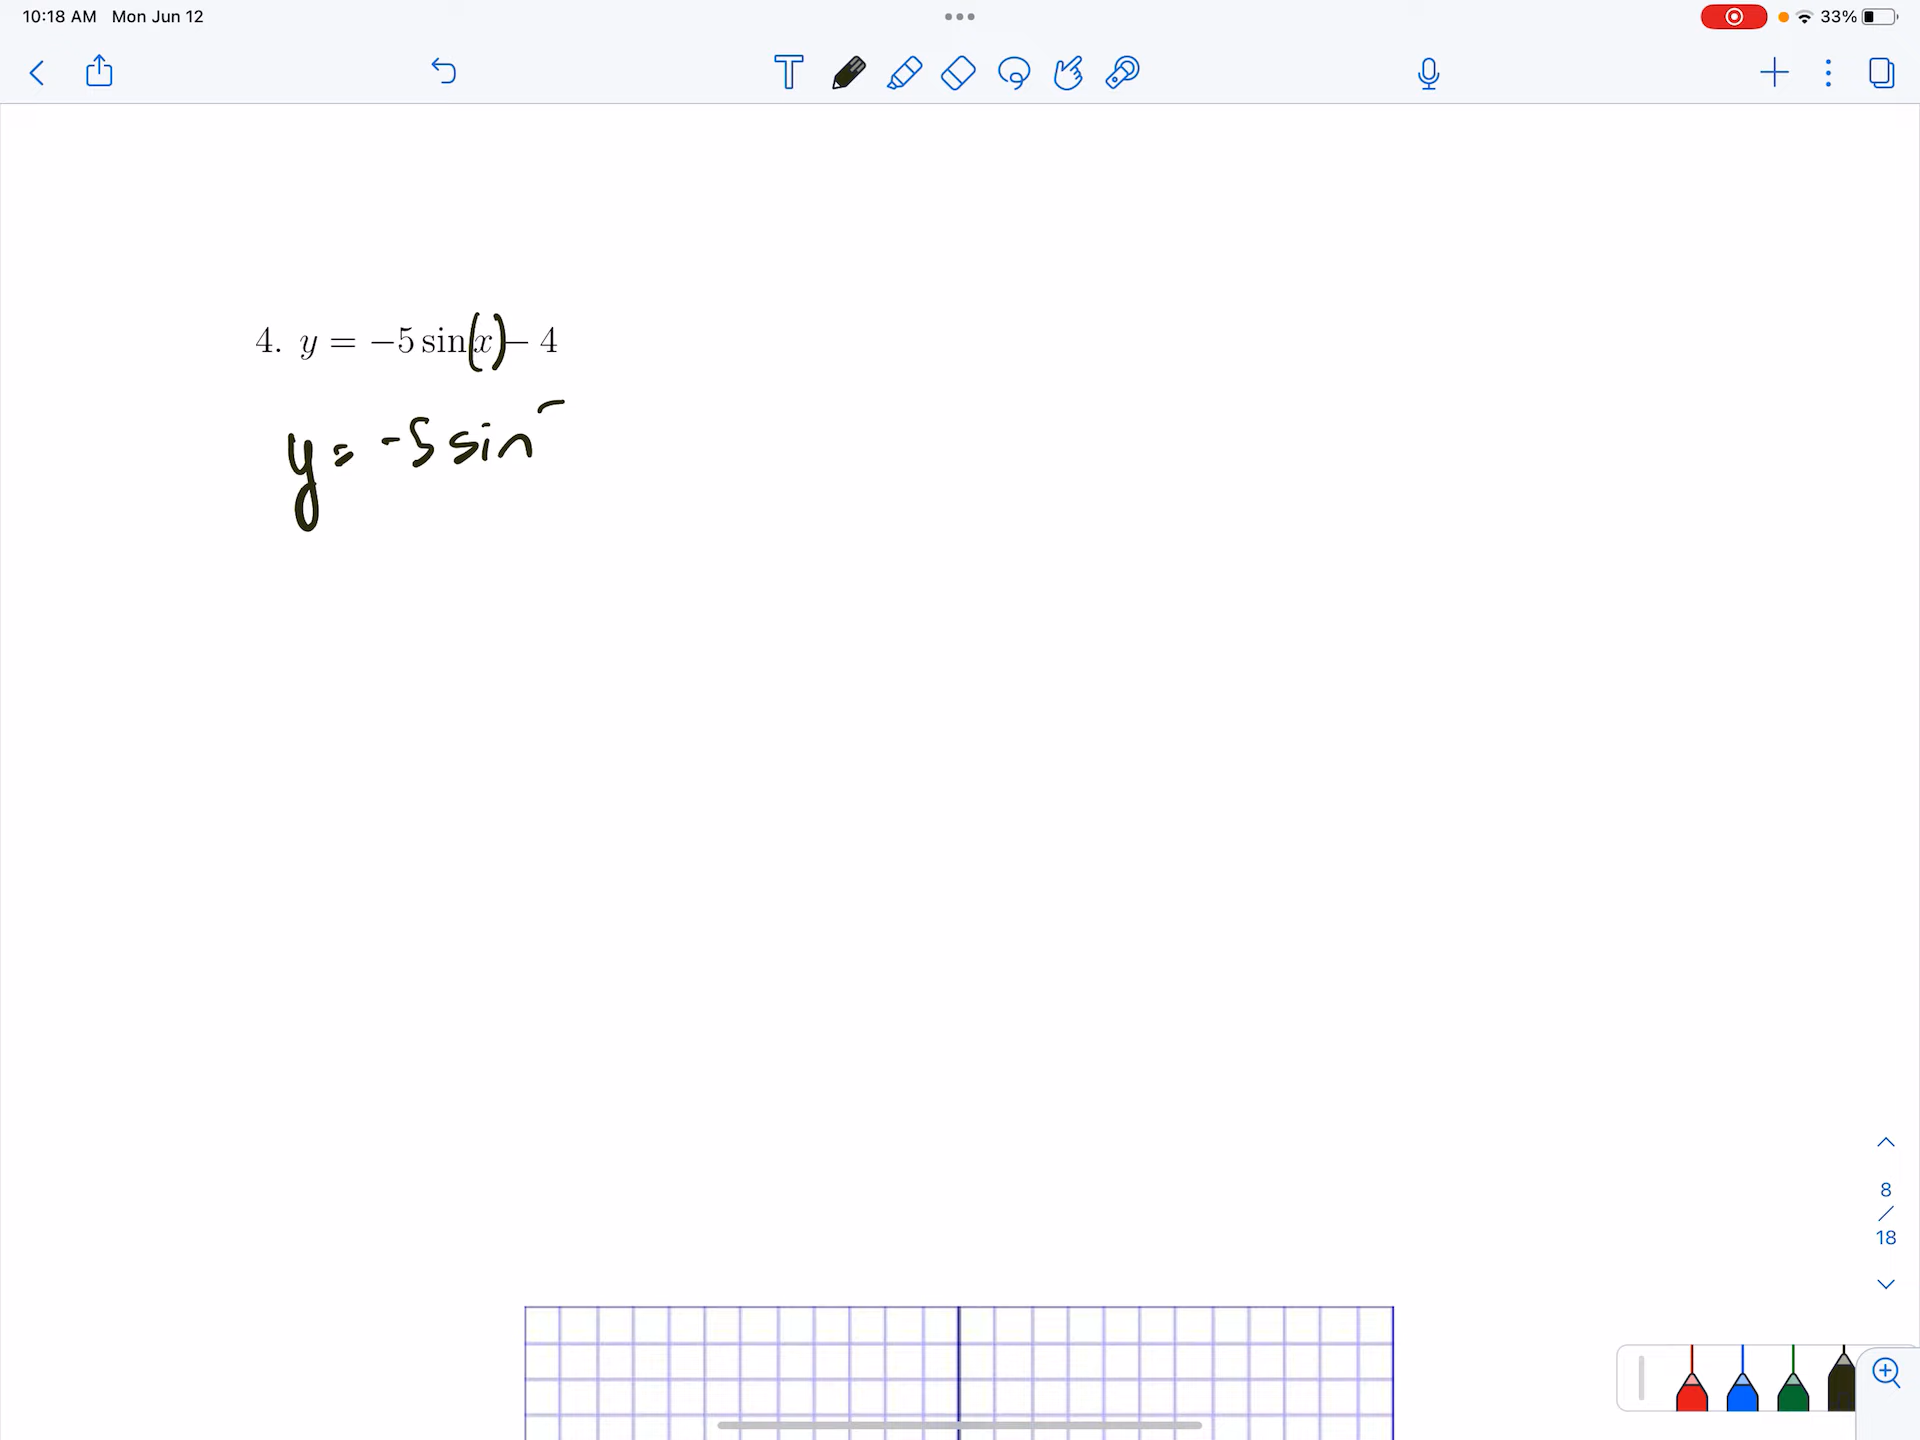 10:18 AM Mon Jun 12
33%
T
4. y = −5 sin(x) − 4
y = -5 sin
8
/
18